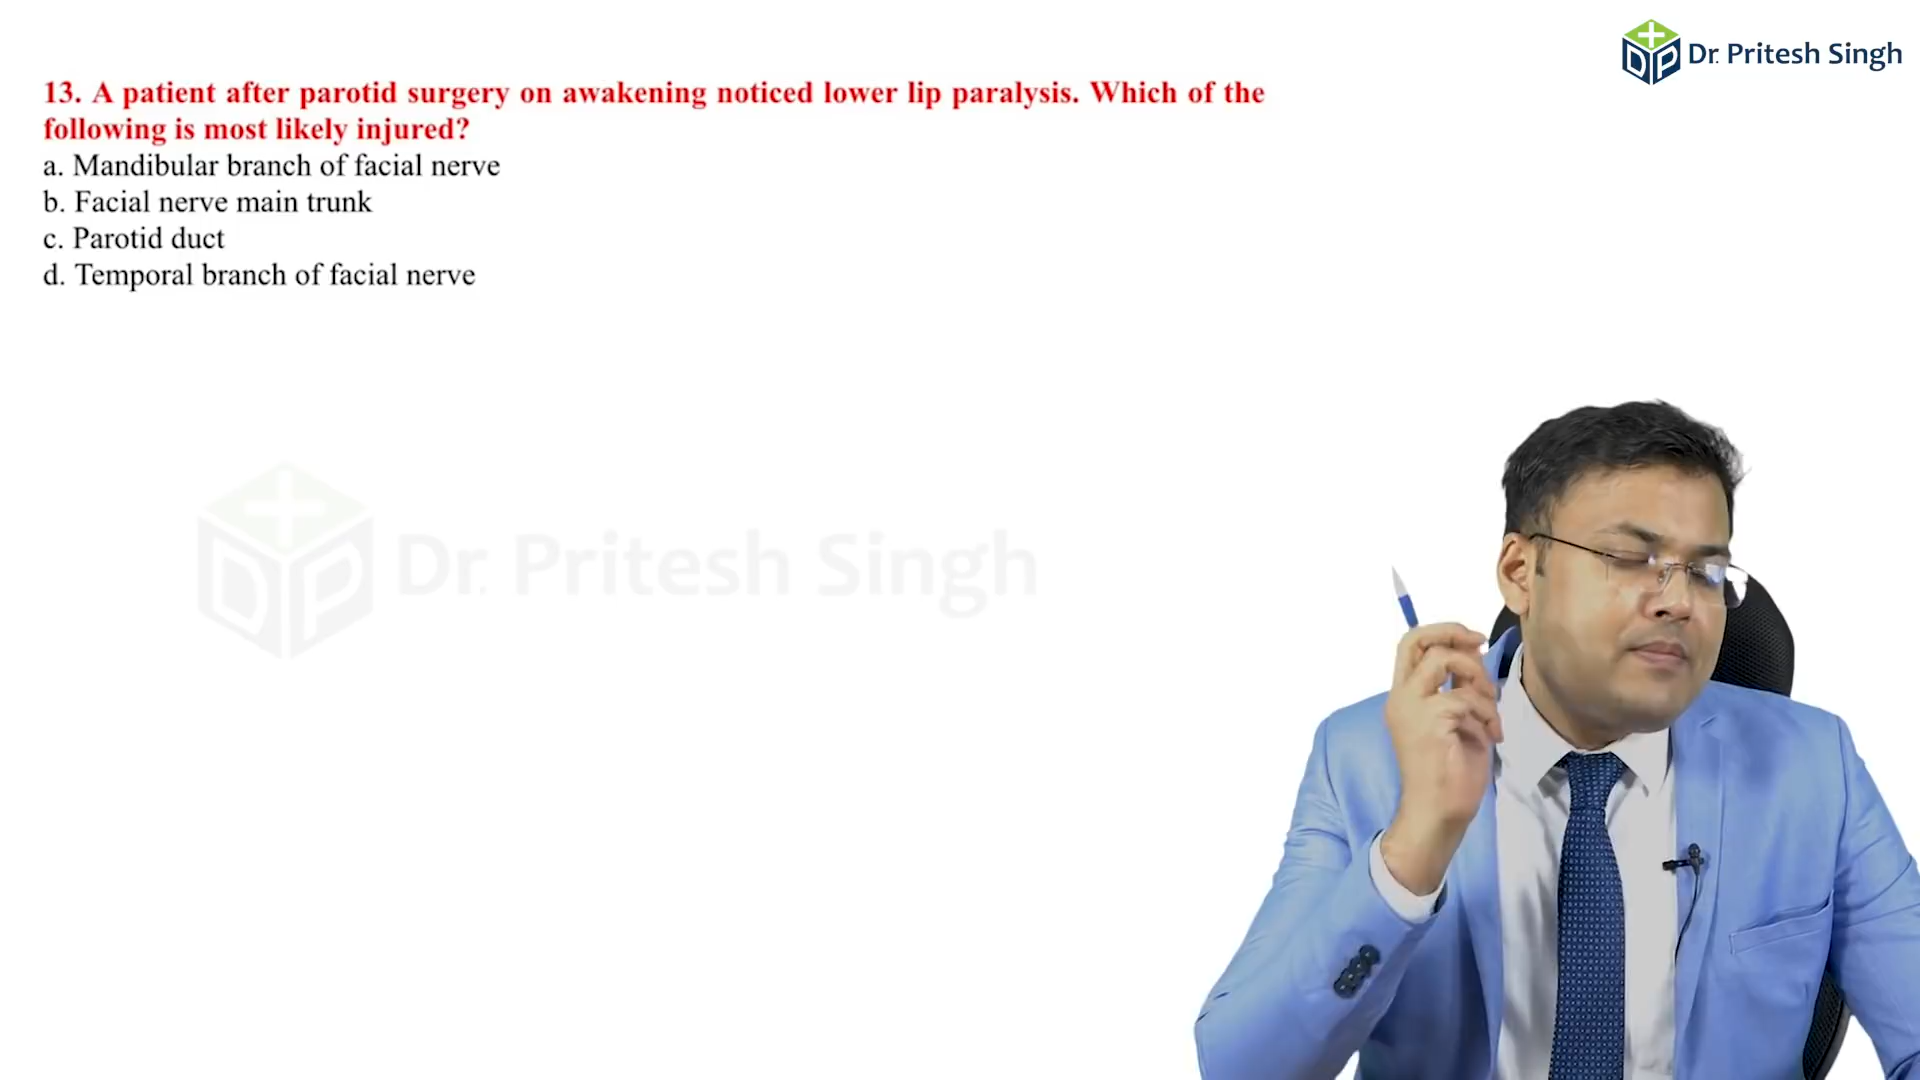 Dr. Pritesh Singh
13. A patient after parotid surgery on awakening noticed lower lip paralysis. Which of the
following is most likely injured?
a. Mandibular branch of facial nerve
b. Facial nerve main trunk
c. Parotid duct
d. Temporal branch of facial nerve
DP Dr. Pritesh Singh